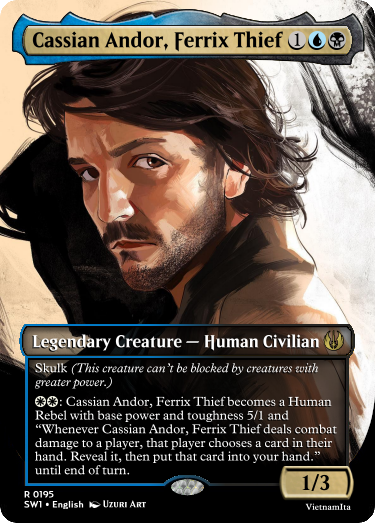 Cassian Andor, Ferrix Thief 1
Legendary Creature — Human Civilian
Skulk (This creature can't be blocked by creatures with
greater power.)
: Cassian Andor, Ferrix Thief becomes a Human
Rebel with base power and toughness 5/1 and
“Whenever Cassian Andor, Ferrix Thief deals combat
damage to a player, that player chooses a card in their
hand. Reveal it, then put that card into your hand.”
until end of turn.
1/3
R 0195
SW1 • English Uzuri Art
VietnamIta